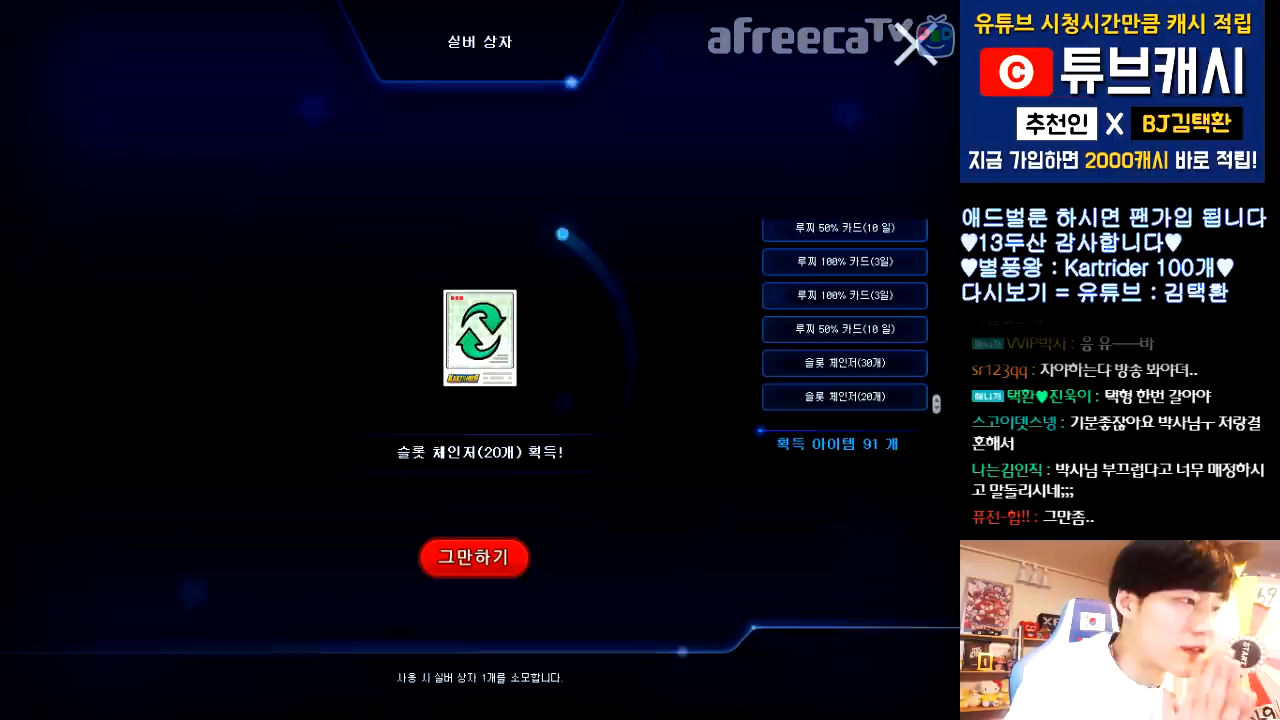 실버 상자
afreecaTV
루찌 50% 카드(10 일)
루찌 100% 카드(3일)
루찌 100% 카드(3일)
루찌 50% 카드(10 일)
슬롯 체인저(30개)
슬롯 체인저(20개)
획득 아이템 91 개
슬롯 체인저(20개) 획득!
그만하기
사용 시 실버 상자 1개를 소모합니다.
유튜브 시청시간만큼 캐시 적립
C 튜브캐시
추천인 X BJ김택환
지금 가입하면 2000캐시 바로 적립!
애드벌룬 하시면 팬가입 됩니다
♥13두산 감사합니다♥
♥별풍왕 : Kartrider 100개♥
다시보기 = 유튜브 : 김택환
매니저 VVIP박사 : 응 유──바
sr123qq : 자야하는댜 방송 봐야더..
매니저 택환♥진욱이 : 택형 한번 갈아야
스고이뎃스넹 : 기분좋잖아요 박사님ㅜ 저랑결
혼해서
나는김인직 : 박사님 부끄럽다고 너무 매정하시
고 말돌리시네;;;
퓨전~함!! : 그만좀..
START